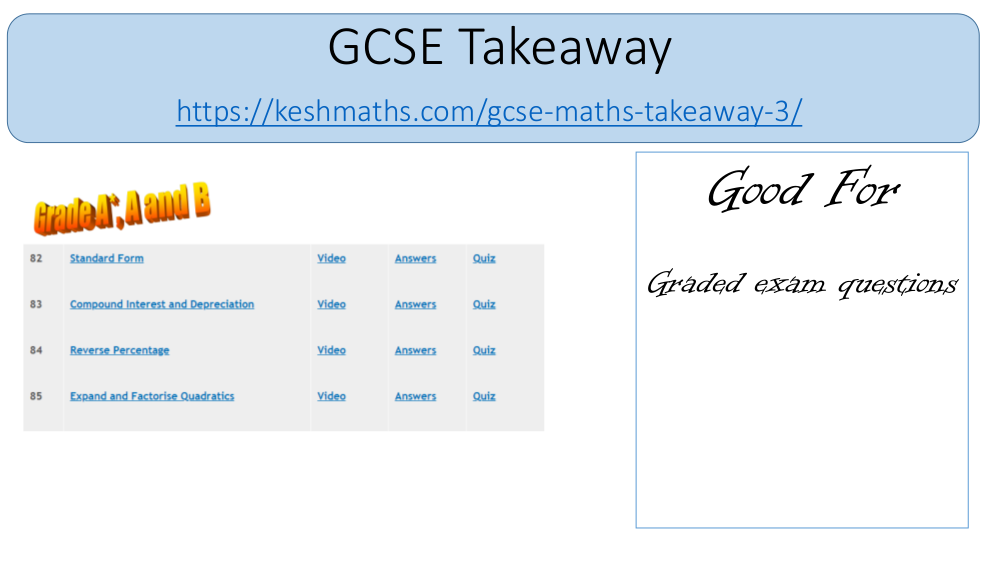 GCSE Takeaway
https://keshmaths.com/gcse-maths-takeaway-3/
Grade A*, A and B
82 Standard Form Video Answers Quiz
83 Compound Interest and Depreciation Video Answers Quiz
84 Reverse Percentage Video Answers Quiz
85 Expand and Factorise Quadratics Video Answers Quiz
Good For
Graded exam questions